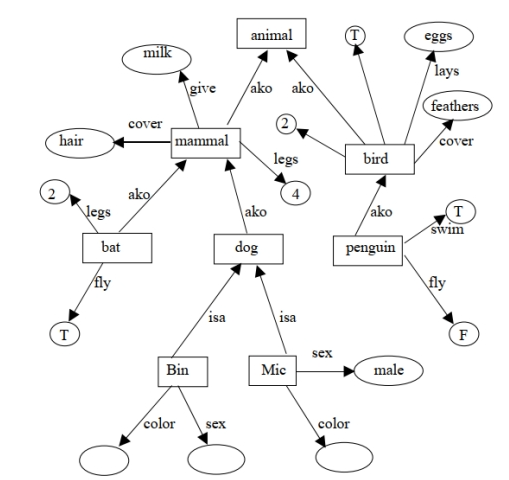 animal
T
eggs
milk
lays
give
ako
ako
feathers
2
cover
cover
hair
mammal
bird
legs
4
2
ako
legs
ako
ako
T
swim
bat
dog
penguin
fly
fly
T
isa
isa
F
sex
Bin
Mic
male
color
sex
color